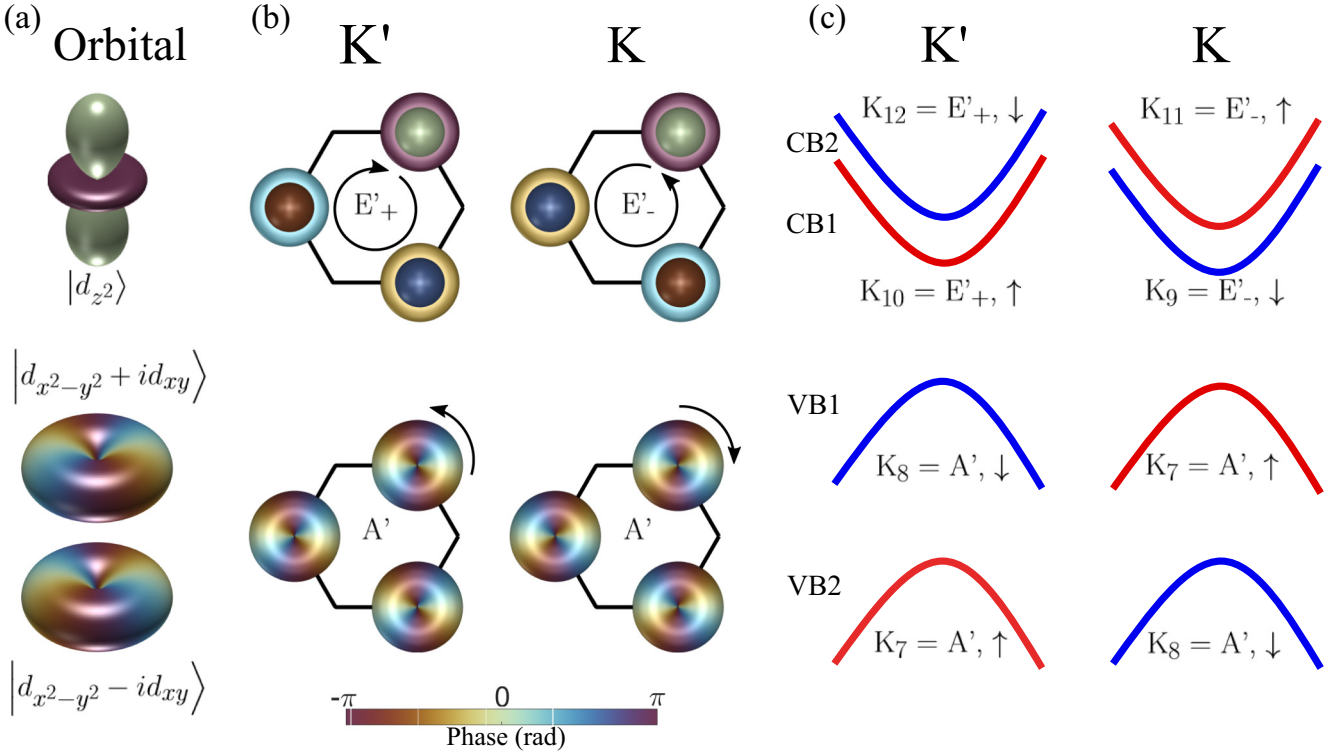 (a)
Orbital
|d_{z^2}⟩
|d_{x^2-y^2} + id_{xy}⟩
|d_{x^2-y^2} - id_{xy}⟩
(b)
K' K
E'₊ E'₋
A' A'
-π 0 π
Phase (rad)
(c)
K' K
K₁₂ = E'₊, ↓ K₁₁ = E'₋, ↑
CB2
CB1
K₁₀ = E'₊, ↑ K₉ = E'₋, ↓
VB1
K₈ = A', ↓ K₇ = A', ↑
VB2
K₇ = A', ↑ K₈ = A', ↓